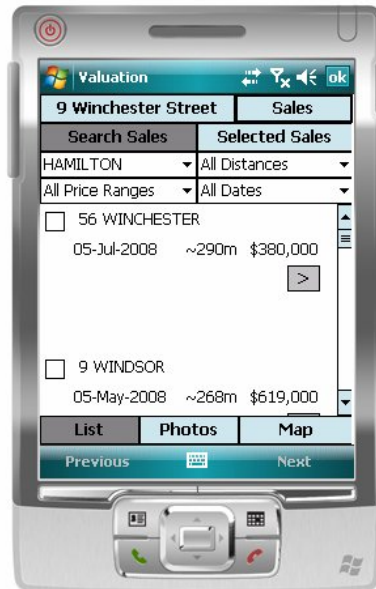 Valuation ok
9 Winchester Street Sales
Search Sales Selected Sales
HAMILTON All Distances
All Price Ranges All Dates
56 WINCHESTER
05-Jul-2008 ~290m $380,000
>
9 WINDSOR
05-May-2008 ~268m $619,000
List Photos Map
Previous Next